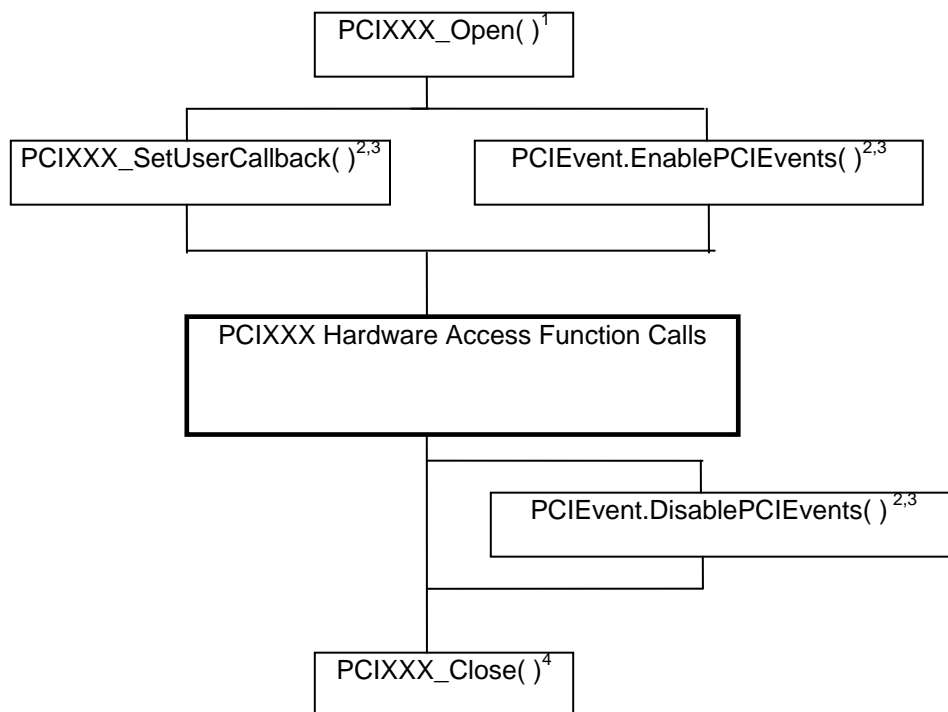 PCIXXX_Open( )1
PCIXXX_SetUserCallback( )2,3
PCIEvent.EnablePCIEvents( )2,3
PCIXXX Hardware Access Function Calls
PCIEvent.DisablePCIEvents( ) 2,3
PCIXXX_Close( )4